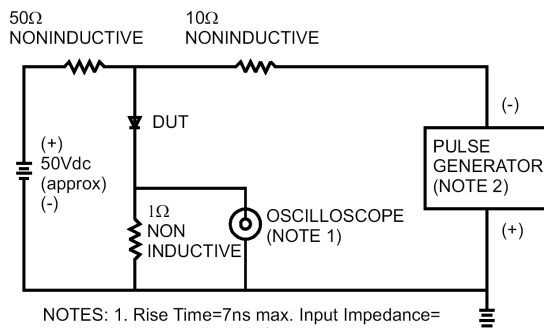 50Ω
NONINDUCTIVE
10Ω
NONINDUCTIVE
DUT
(+)
50Vdc
(approx)
(-)
1Ω
NON
INDUCTIVE
OSCILLOSCOPE
(NOTE 1)
(-)
PULSE
GENERATOR
(NOTE 2)
(+)
NOTES: 1. Rise Time=7ns max. Input Impedance=